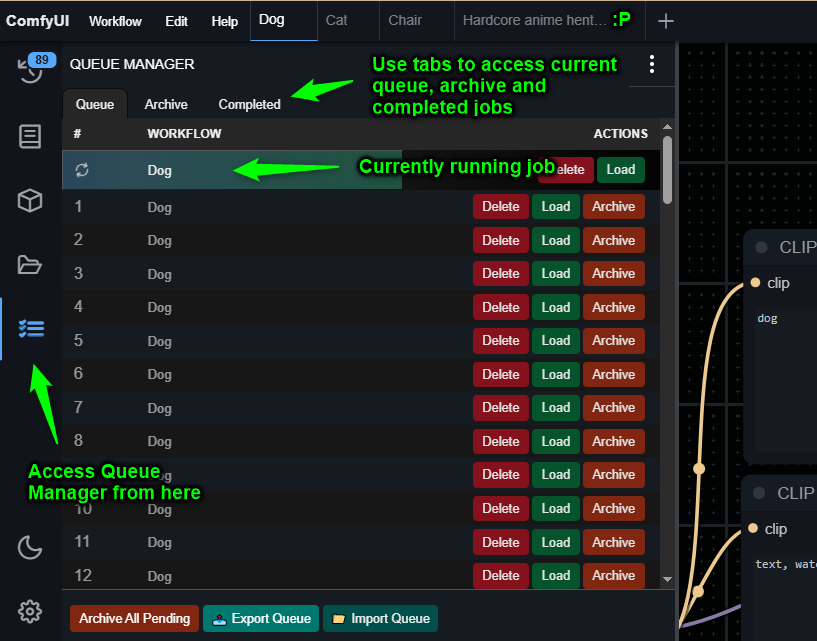 ComfyUI Workflow Edit Help Dog Cat Chair Hardcore anime hent... :P +
89 QUEUE MANAGER
Use tabs to access current
queue, archive and
completed jobs
Queue Archive Completed
# WORKFLOW ACTIONS
Dog Currently running job elete Load
1 Dog Delete Load Archive
2 Dog Delete Load Archive
3 Dog Delete Load Archive
4 Dog Delete Load Archive
5 Dog Delete Load Archive
6 Dog Delete Load Archive
7 Dog Delete Load Archive
8 Dog Delete Load Archive
Dog Delete Load Archive
10 Dog Delete Load Archive
11 Dog Delete Load Archive
12 Dog Delete Load Archive
Access Queue
Manager from here
Archive All Pending Export Queue Import Queue
CLIP
clip
dog
CLIP
clip
text, wat